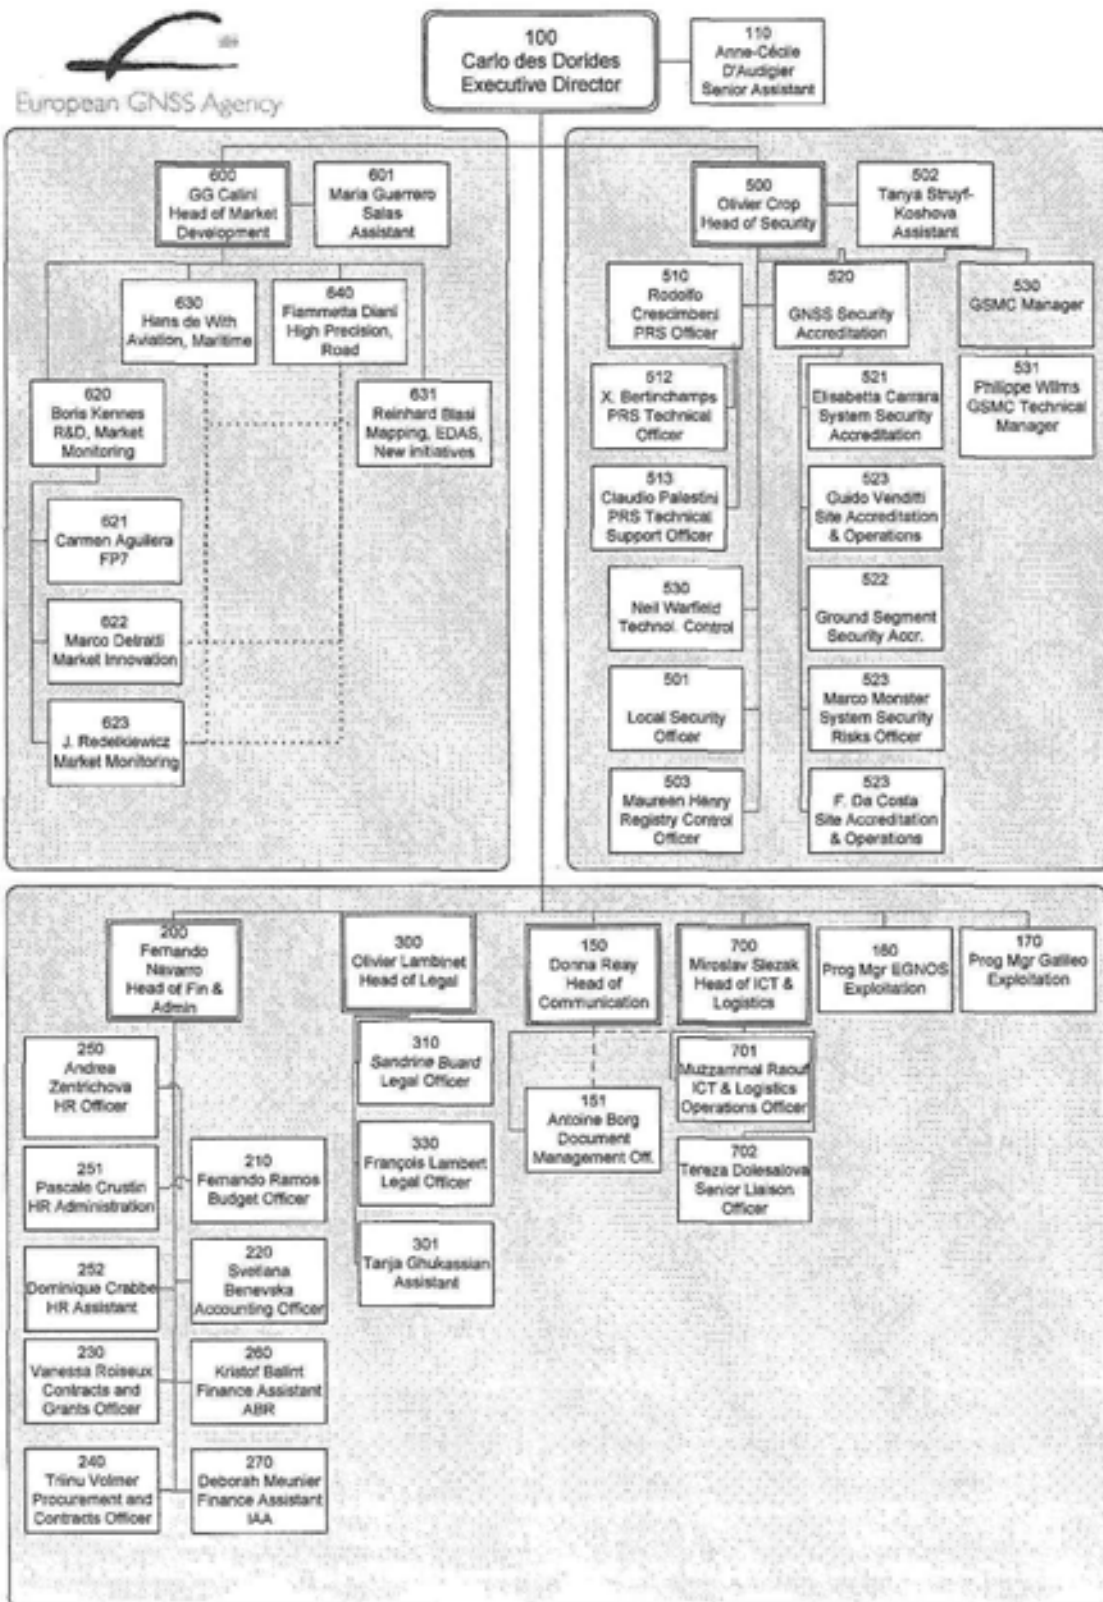 European GNSS Agency
100
Carlo des Dorides
Executive Director
110
Anne-Cécile
D'Audigier
Senior Assistant
600
GG Calini
Head of Market
Development
601
Maria Guerrero
Salas
Assistant
500
Olivier Crop
Head of Security
502
Tanya Struyf-
Koshova
Assistant
630
Hans de With
Aviation, Maritime
640
Fiammetta Diani
High Precision,
Road
620
Boris Kennes
R&D, Market
Monitoring
631
Reinhard Blasi
Mapping, EDAS,
New initiatives
621
Carmen Aguilera
FP7
622
Marco Delratti
Market Innovation
623
J. Redelkiewicz
Market Monitoring
510
Rodolfo
Crescimberi
PRS Officer
520
GNSS Security
Accreditation
530
GSMC Manager
512
X. Bertinchamps
PRS Technical
Officer
521
Elisabetta Carrara
System Security
Accreditation
531
Philippe Wilms
GSMC Technical
Manager
513
Claudio Palestini
PRS Technical
Support Officer
523
Guido Venditti
Site Accreditation
& Operations
530
Neil Warfield
Technol. Control
522
Ground Segment
Security Accr.
501
Local Security
Officer
523
Marco Monster
System Security
Risks Officer
503
Maureen Henry
Registry Control
Officer
523
F. Da Costa
Site Accreditation
& Operations
200
Fernando
Navarro
Head of Fin &
Admin
300
Olivier Lambinet
Head of Legal
150
Donna Reay
Head of
Communication
700
Miroslav Slezak
Head of ICT &
Logistics
160
Prog Mgr EGNOS
Exploitation
170
Prog Mgr Galileo
Exploitation
250
Andrea
Zentrichova
HR Officer
251
Pascale Crustin
HR Administration
252
Dominique Crabbe
HR Assistant
230
Vanessa Roiseux
Contracts and
Grants Officer
240
Triinu Volmer
Procurement and
Contracts Officer
210
Fernando Ramos
Budget Officer
220
Svetlana
Benevska
Accounting Officer
260
Kristof Balint
Finance Assistant
ABR
270
Deborah Meunier
Finance Assistant
IAA
310
Sandrine Buard
Legal Officer
330
François Lambert
Legal Officer
301
Tanja Ghukassian
Assistant
151
Antoine Borg
Document
Management Off.
701
Muzzammal Raouf
ICT & Logistics
Operations Officer
702
Tereza Dolesalova
Senior Liaison
Officer